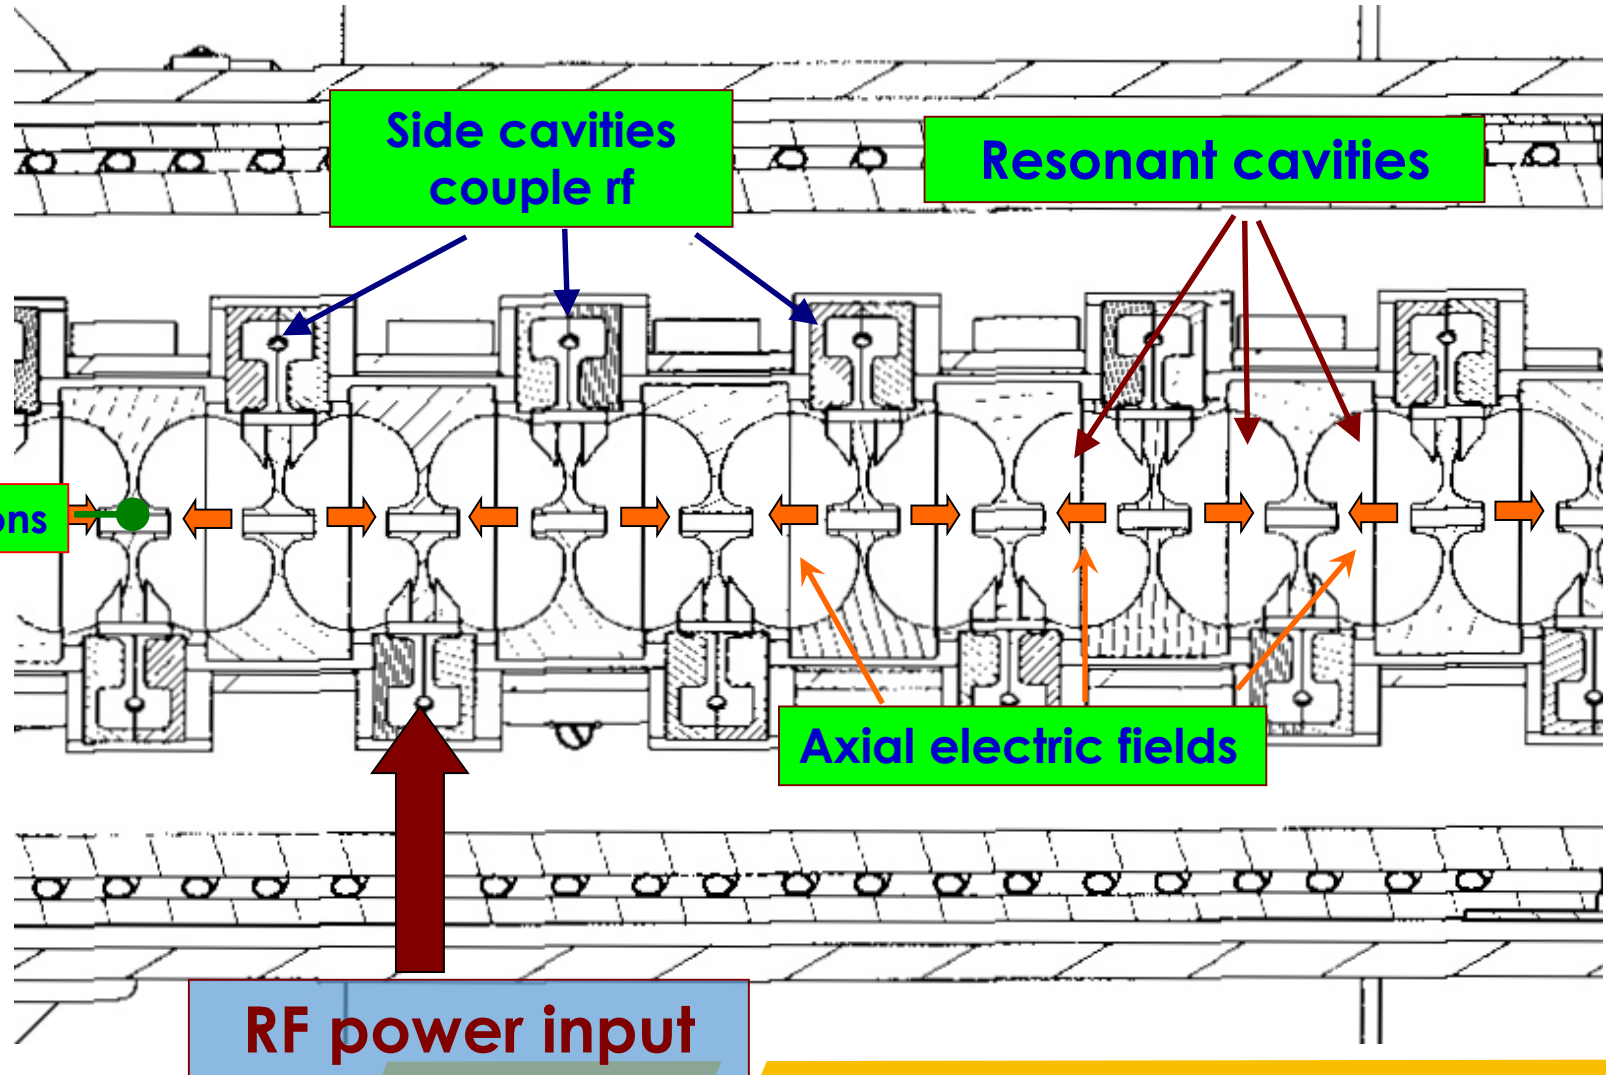 Side cavities
couple rf
Resonant cavities
ons
Axial electric fields
RF power input